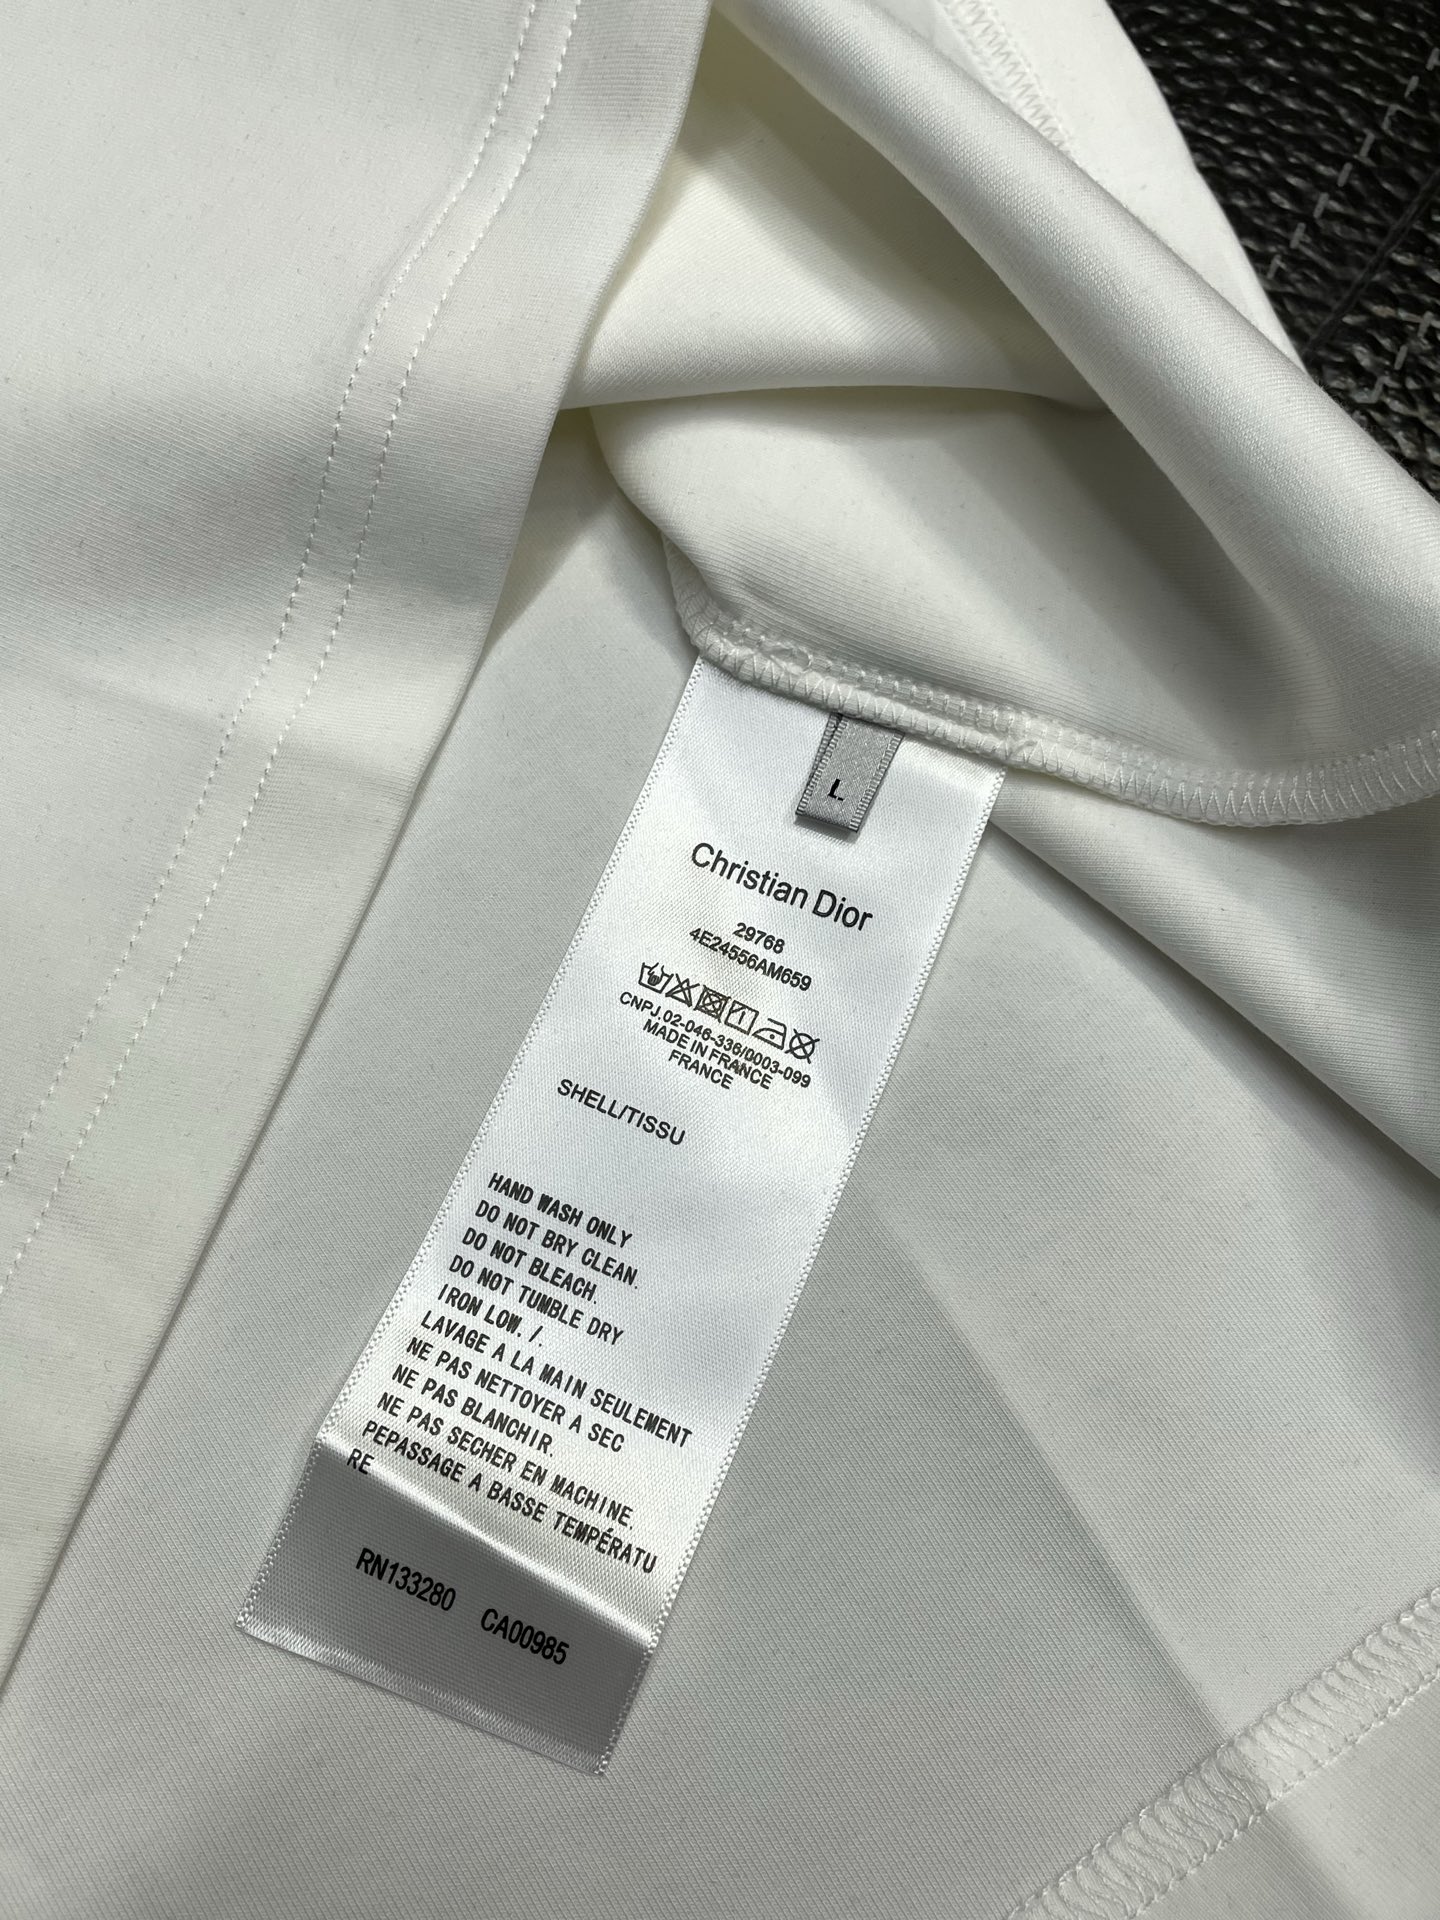 L
Christian Dior
29768
4E24556AM659
CNPJ.02-046-336/0003-099
MADE IN FRANCE
FRANCE
SHELL/TISSU
HAND WASH ONLY
DO NOT BRY CLEAN.
DO NOT BLEACH.
DO NOT TUMBLE DRY
IRON LOW. /.
LAVAGE A LA MAIN SEULEMENT
NE PAS NETTOYER A SEC
NE PAS BLANCHIR.
NE PAS SECHER EN MACHINE.
PEPASSAGE A BASSE TEMPÉRATU
RE
RN133280 CA00985